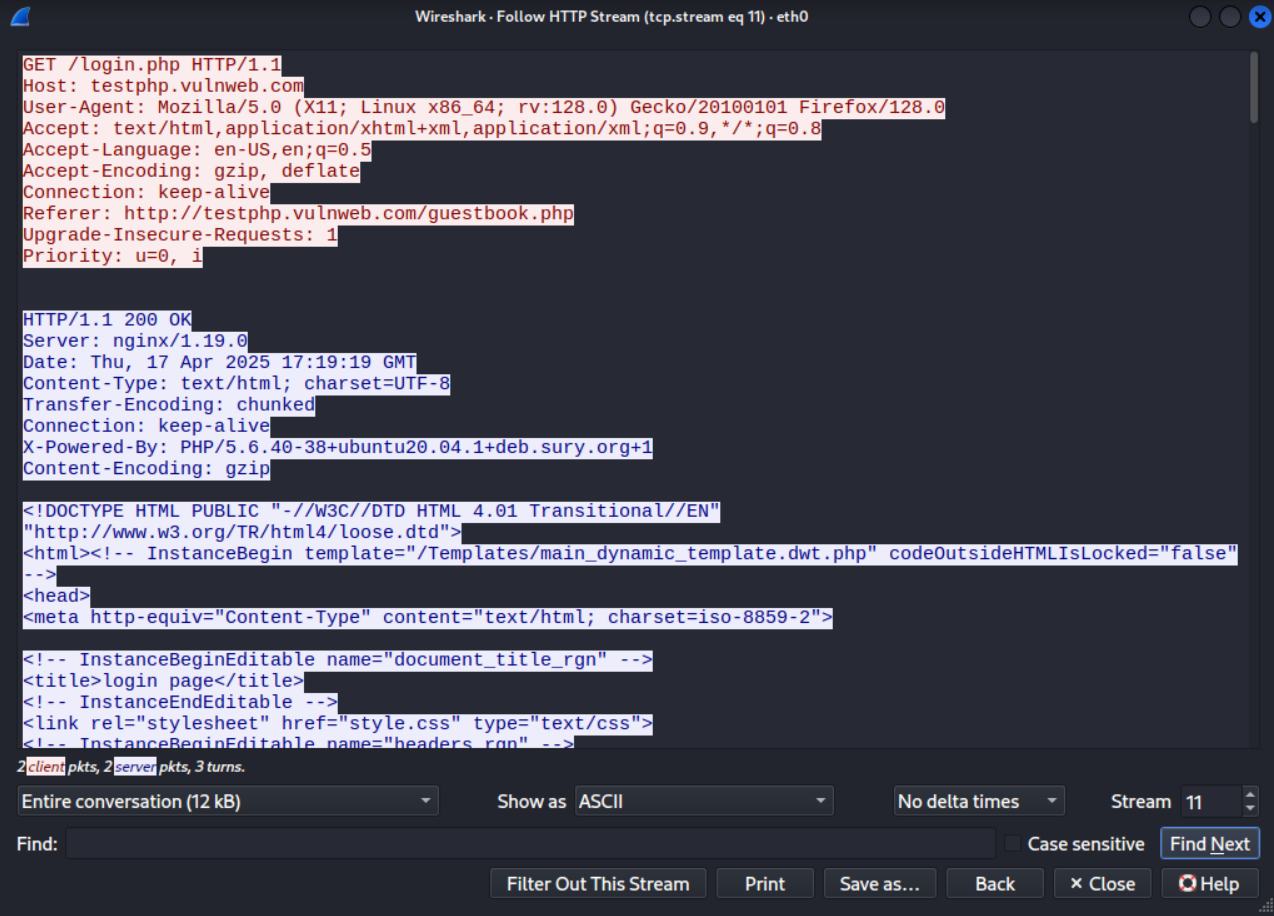 Wireshark · Follow HTTP Stream (tcp.stream eq 11) · eth0
GET /login.php HTTP/1.1
Host: testphp.vulnweb.com
User-Agent: Mozilla/5.0 (X11; Linux x86_64; rv:128.0) Gecko/20100101 Firefox/128.0
Accept: text/html,application/xhtml+xml,application/xml;q=0.9,*/*;q=0.8
Accept-Language: en-US,en;q=0.5
Accept-Encoding: gzip, deflate
Connection: keep-alive
Referer: http://testphp.vulnweb.com/guestbook.php
Upgrade-Insecure-Requests: 1
Priority: u=0, i
HTTP/1.1 200 OK
Server: nginx/1.19.0
Date: Thu, 17 Apr 2025 17:19:19 GMT
Content-Type: text/html; charset=UTF-8
Transfer-Encoding: chunked
Connection: keep-alive
X-Powered-By: PHP/5.6.40-38+ubuntu20.04.1+deb.sury.org+1
Content-Encoding: gzip
<!DOCTYPE HTML PUBLIC "-//W3C//DTD HTML 4.01 Transitional//EN"
"http://www.w3.org/TR/html4/loose.dtd">
<html><!-- InstanceBegin template="/Templates/main_dynamic_template.dwt.php" codeOutsideHTMLIsLocked="false"
-->
<head>
<meta http-equiv="Content-Type" content="text/html; charset=iso-8859-2">
<!-- InstanceBeginEditable name="document_title_rgn" -->
<title>login page</title>
<!-- InstanceEndEditable -->
<link rel="stylesheet" href="style.css" type="text/css">
<!-- InstanceBeginEditable name="headers_rgn" -->
2 client pkts, 2 server pkts, 3 turns.
Entire conversation (12 kB) Show as ASCII No delta times Stream 11
Find: Case sensitive Find Next
Filter Out This Stream Print Save as... Back × Close Help